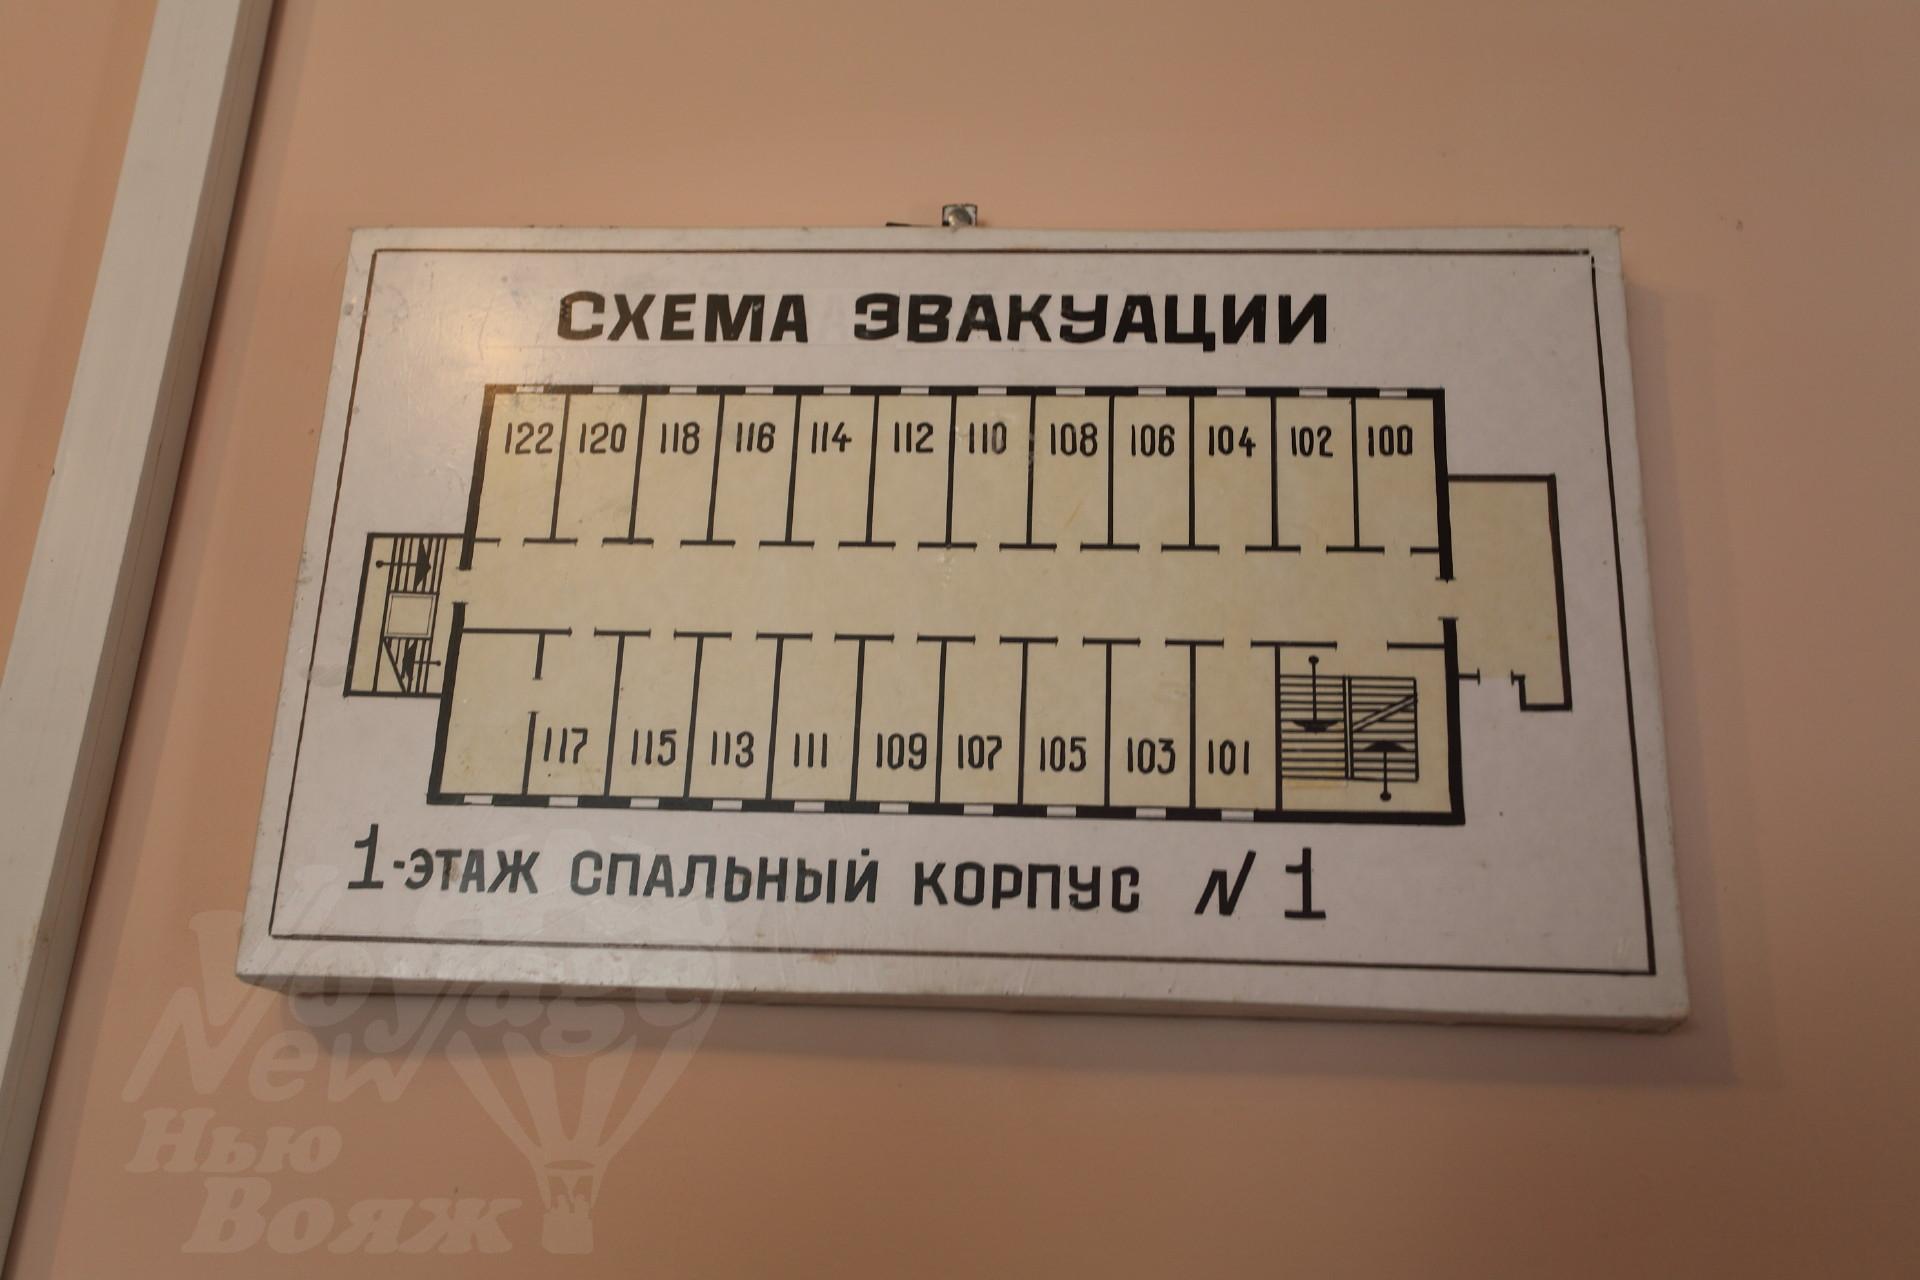 СХЕМА ЭВАКУАЦИИ
122 120 118 116 114 112 110 108 106 104 102 100
117 115 113 111 109 107 105 103 101
1-ЭТАЖ СПАЛЬНЫЙ КОРПУС N 1
Voyage
New
Нью
Вояж